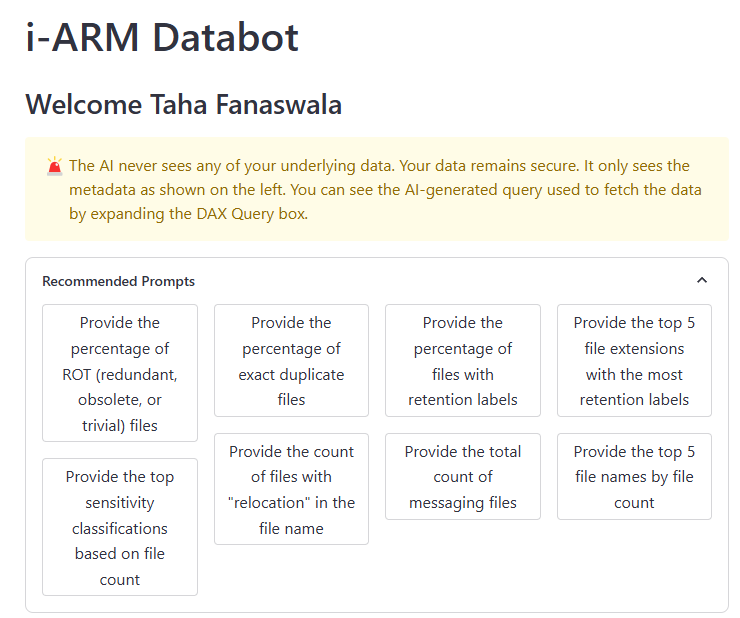 i-ARM Databot
Welcome Taha Fanaswala
The AI never sees any of your underlying data. Your data remains secure. It only sees the
metadata as shown on the left. You can see the AI-generated query used to fetch the data
by expanding the DAX Query box.
Recommended Prompts
Provide the
percentage of
ROT (redundant,
obsolete, or
trivial) files
Provide the
percentage of
exact duplicate
files
Provide the
percentage of
files with
retention labels
Provide the top 5
file extensions
with the most
retention labels
Provide the top
sensitivity
classifications
based on file
count
Provide the count
of files with
"relocation" in the
file name
Provide the total
count of
messaging files
Provide the top 5
file names by file
count